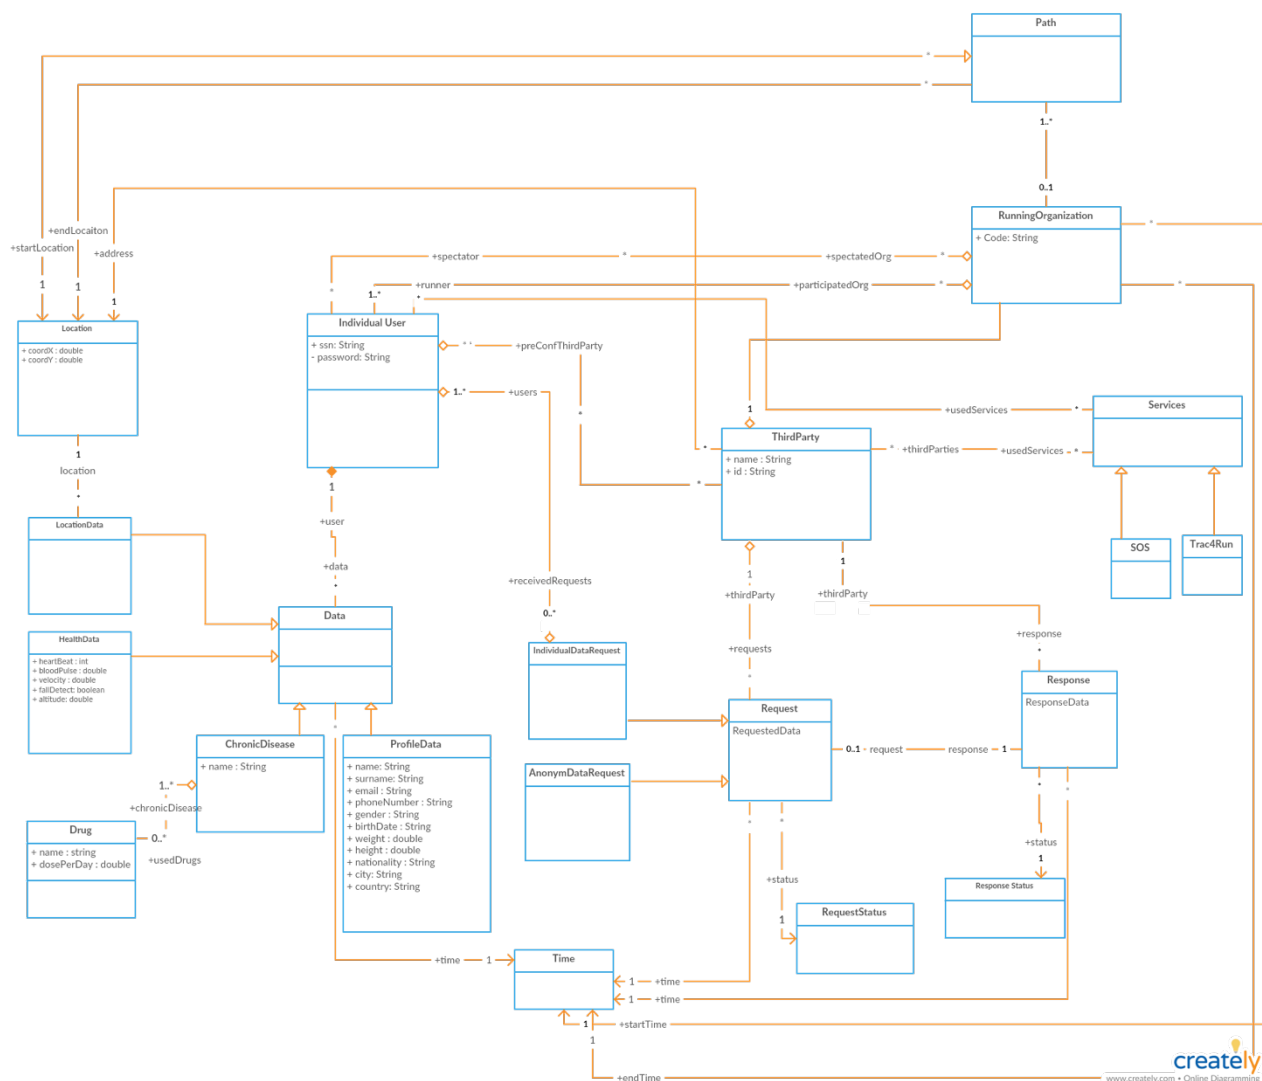 Path
*
*
1..*
0..1
RunningOrganization
+ Code: String
*
*
+endLocaiton
+startLocation
+address
1
1
1
+spectator
*
+spectatedOrg
*
*
+runner
+participatedOrg
*
1..*
*
Location
+ coordX : double
+ coordY : double
Individual User
+ ssn: String
- password: String
+preConfThirdParty
*
*
1..*
+users
1
+usedServices
*
Services
ThirdParty
+ name : String
+ id : String
*
*
+thirdParties
+usedServices
*
1
location
*
1
+user
+data
*
SOS
Trac4Run
LocationData
+receivedRequests
0..*
1
+thirdParty
1
+thirdParty
Data
HealthData
+ heartBeat : int
+ bloodPulse : double
+ velocity : double
+ fallDetect: boolean
+ altitude: double
IndividualDataRequest
+requests
*
+response
*
Response
ResponseData
Request
RequestedData
*
ChronicDisease
+ name : String
ProfileData
+ name: String
+ surname: String
+ email : String
+ phoneNumber : String
+ gender : String
+ birthDate : String
+ weight : double
+ height : double
+ nationality : String
+ city: String
+ country: String
0..1
request
response
1
AnonymDataRequest
1..*
+chronicDisease
0..*
+usedDrugs
Drug
+ name : string
+ dosePerDay : double
*
*
*
*
+status
1
+status
1
Response Status
RequestStatus
+time
1
Time
1
+time
1
+time
1
+startTime
1
+endTime
creately
www.creately.com • Online Diagramming